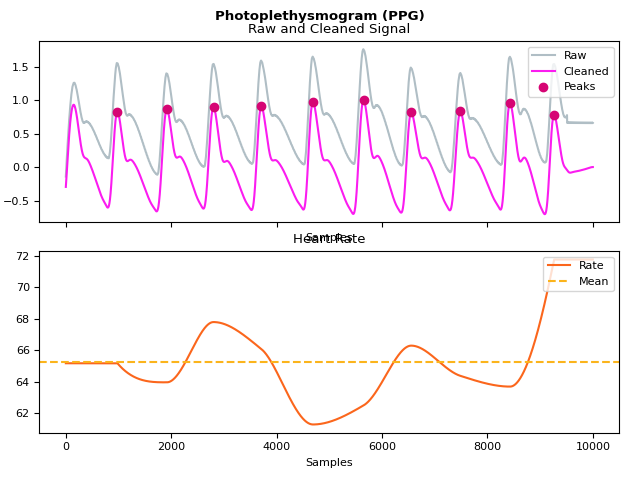 Photoplethysmogram (PPG)
Raw and Cleaned Signal
1.5
1.0
0.5
0.0
−0.5
Raw
Cleaned
Peaks
Samples
Heart Rate
72
70
68
66
64
62
Rate
Mean
0
2000
4000
6000
8000
10000
Samples